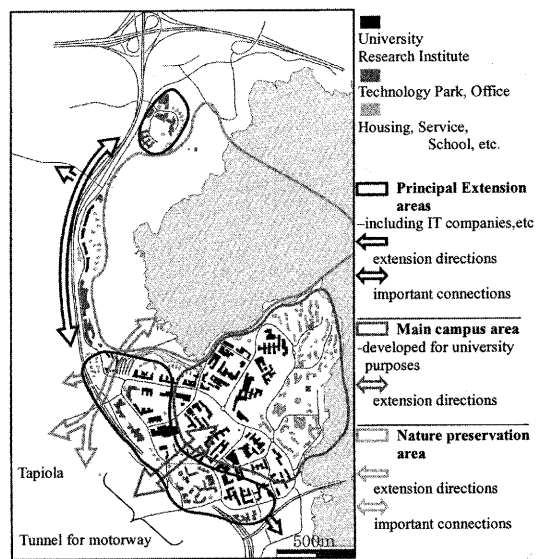 University
Research Institute
Technology Park, Office
Housing, Service,
School, etc.
Principal Extension
areas
–including IT companies,etc
extension directions
important connections
Main campus area
-developed for university
purposes
extension directions
Nature preservation
area
extension directions
important connections
Tapiola
Tunnel for motorway
500m